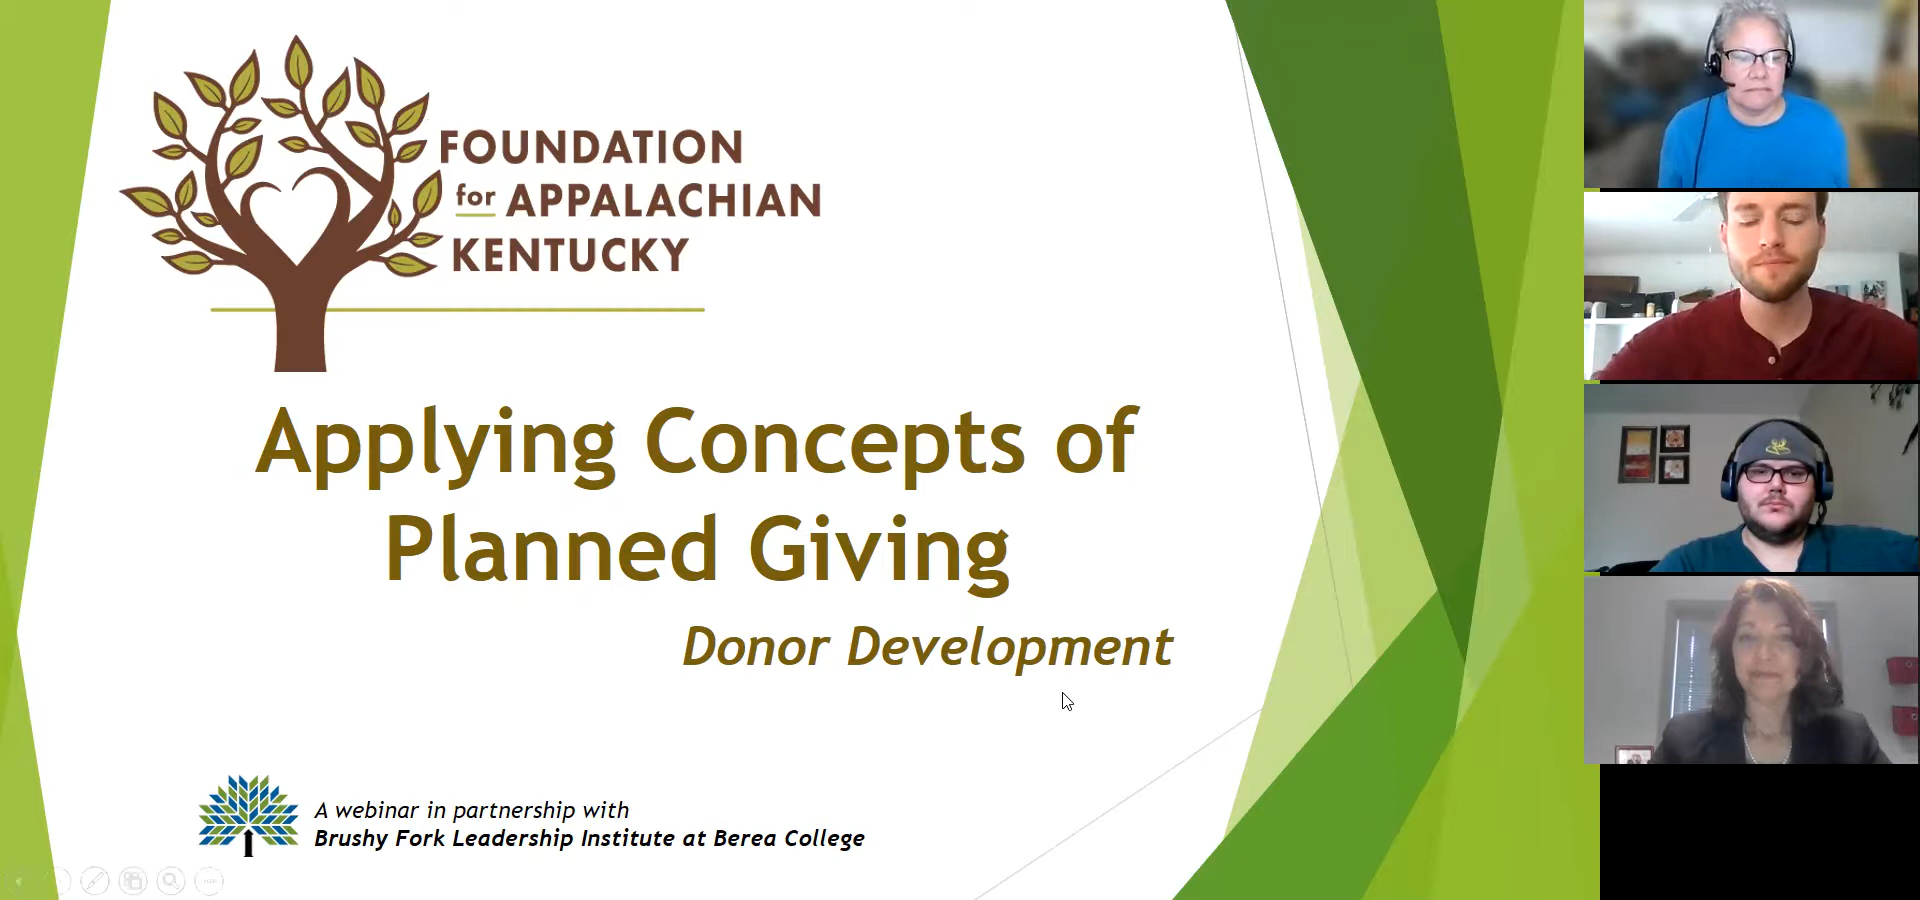 FOUNDATION
for APPALACHIAN
KENTUCKY
Applying Concepts of
Planned Giving
Donor Development
A webinar in partnership with
Brushy Fork Leadership Institute at Berea College